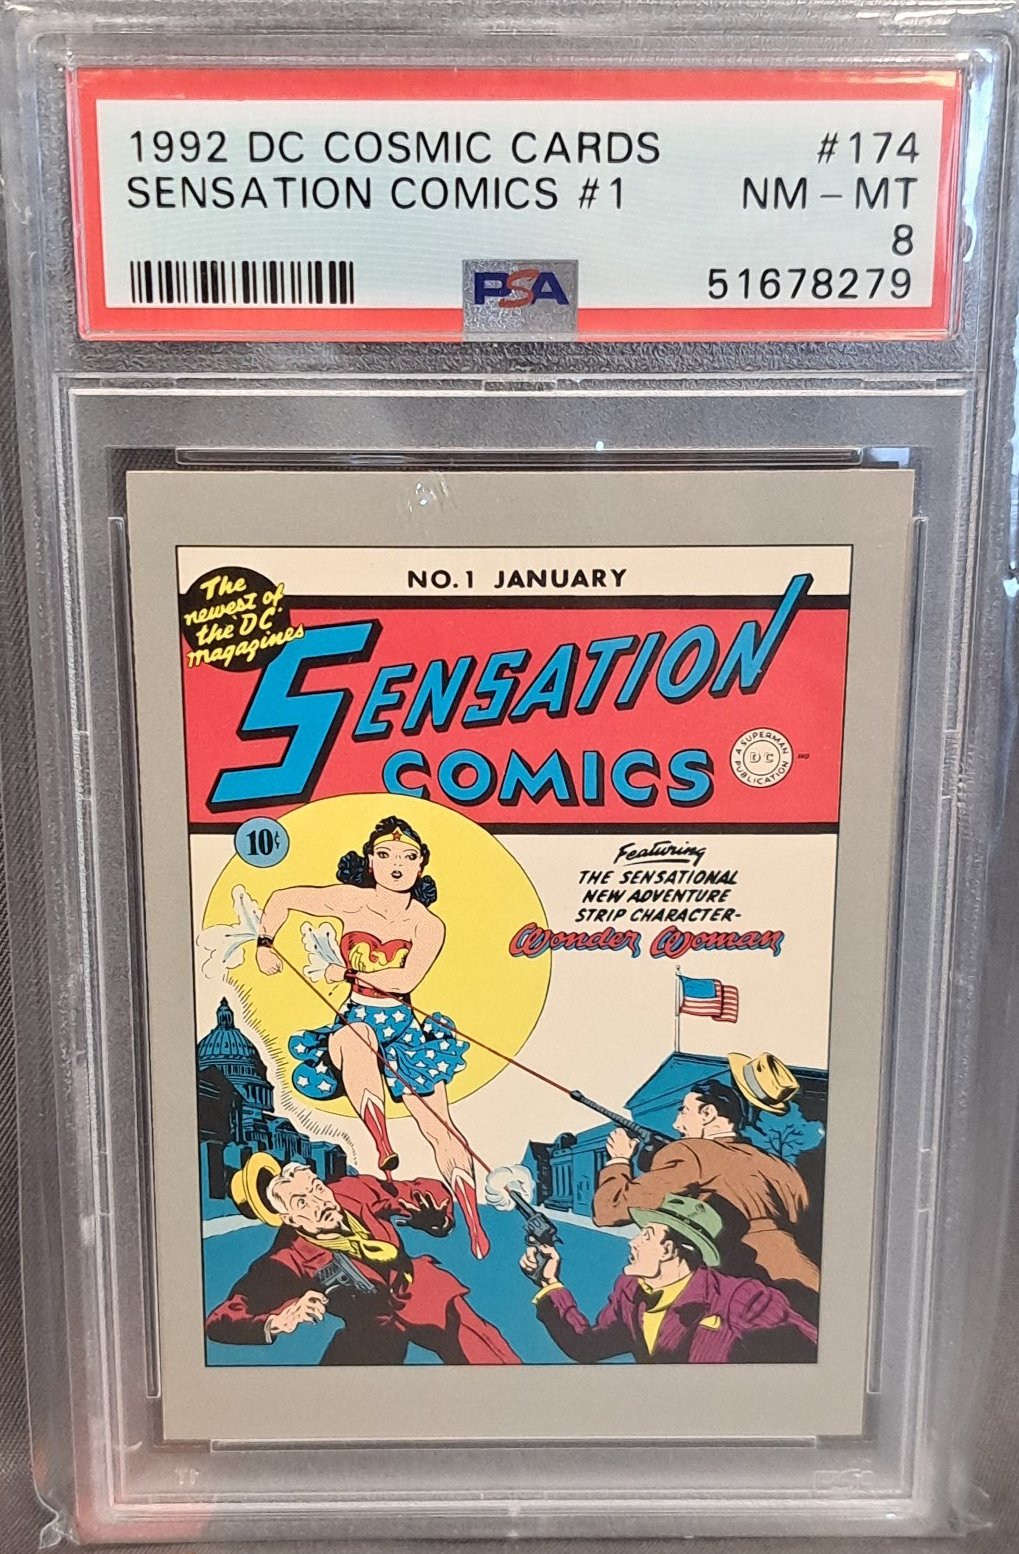 1992 DC COSMIC CARDS #174
SENSATION COMICS #1 NM - MT
8
PSA 51678279
NO.1 JANUARY
The
newest of
the 'DC'
magazines
SENSATION
COMICS
A SUPERMAN
DC
PUBLICATION
10¢
Featuring
THE SENSATIONAL
NEW ADVENTURE
STRIP CHARACTER-
Wonder Woman